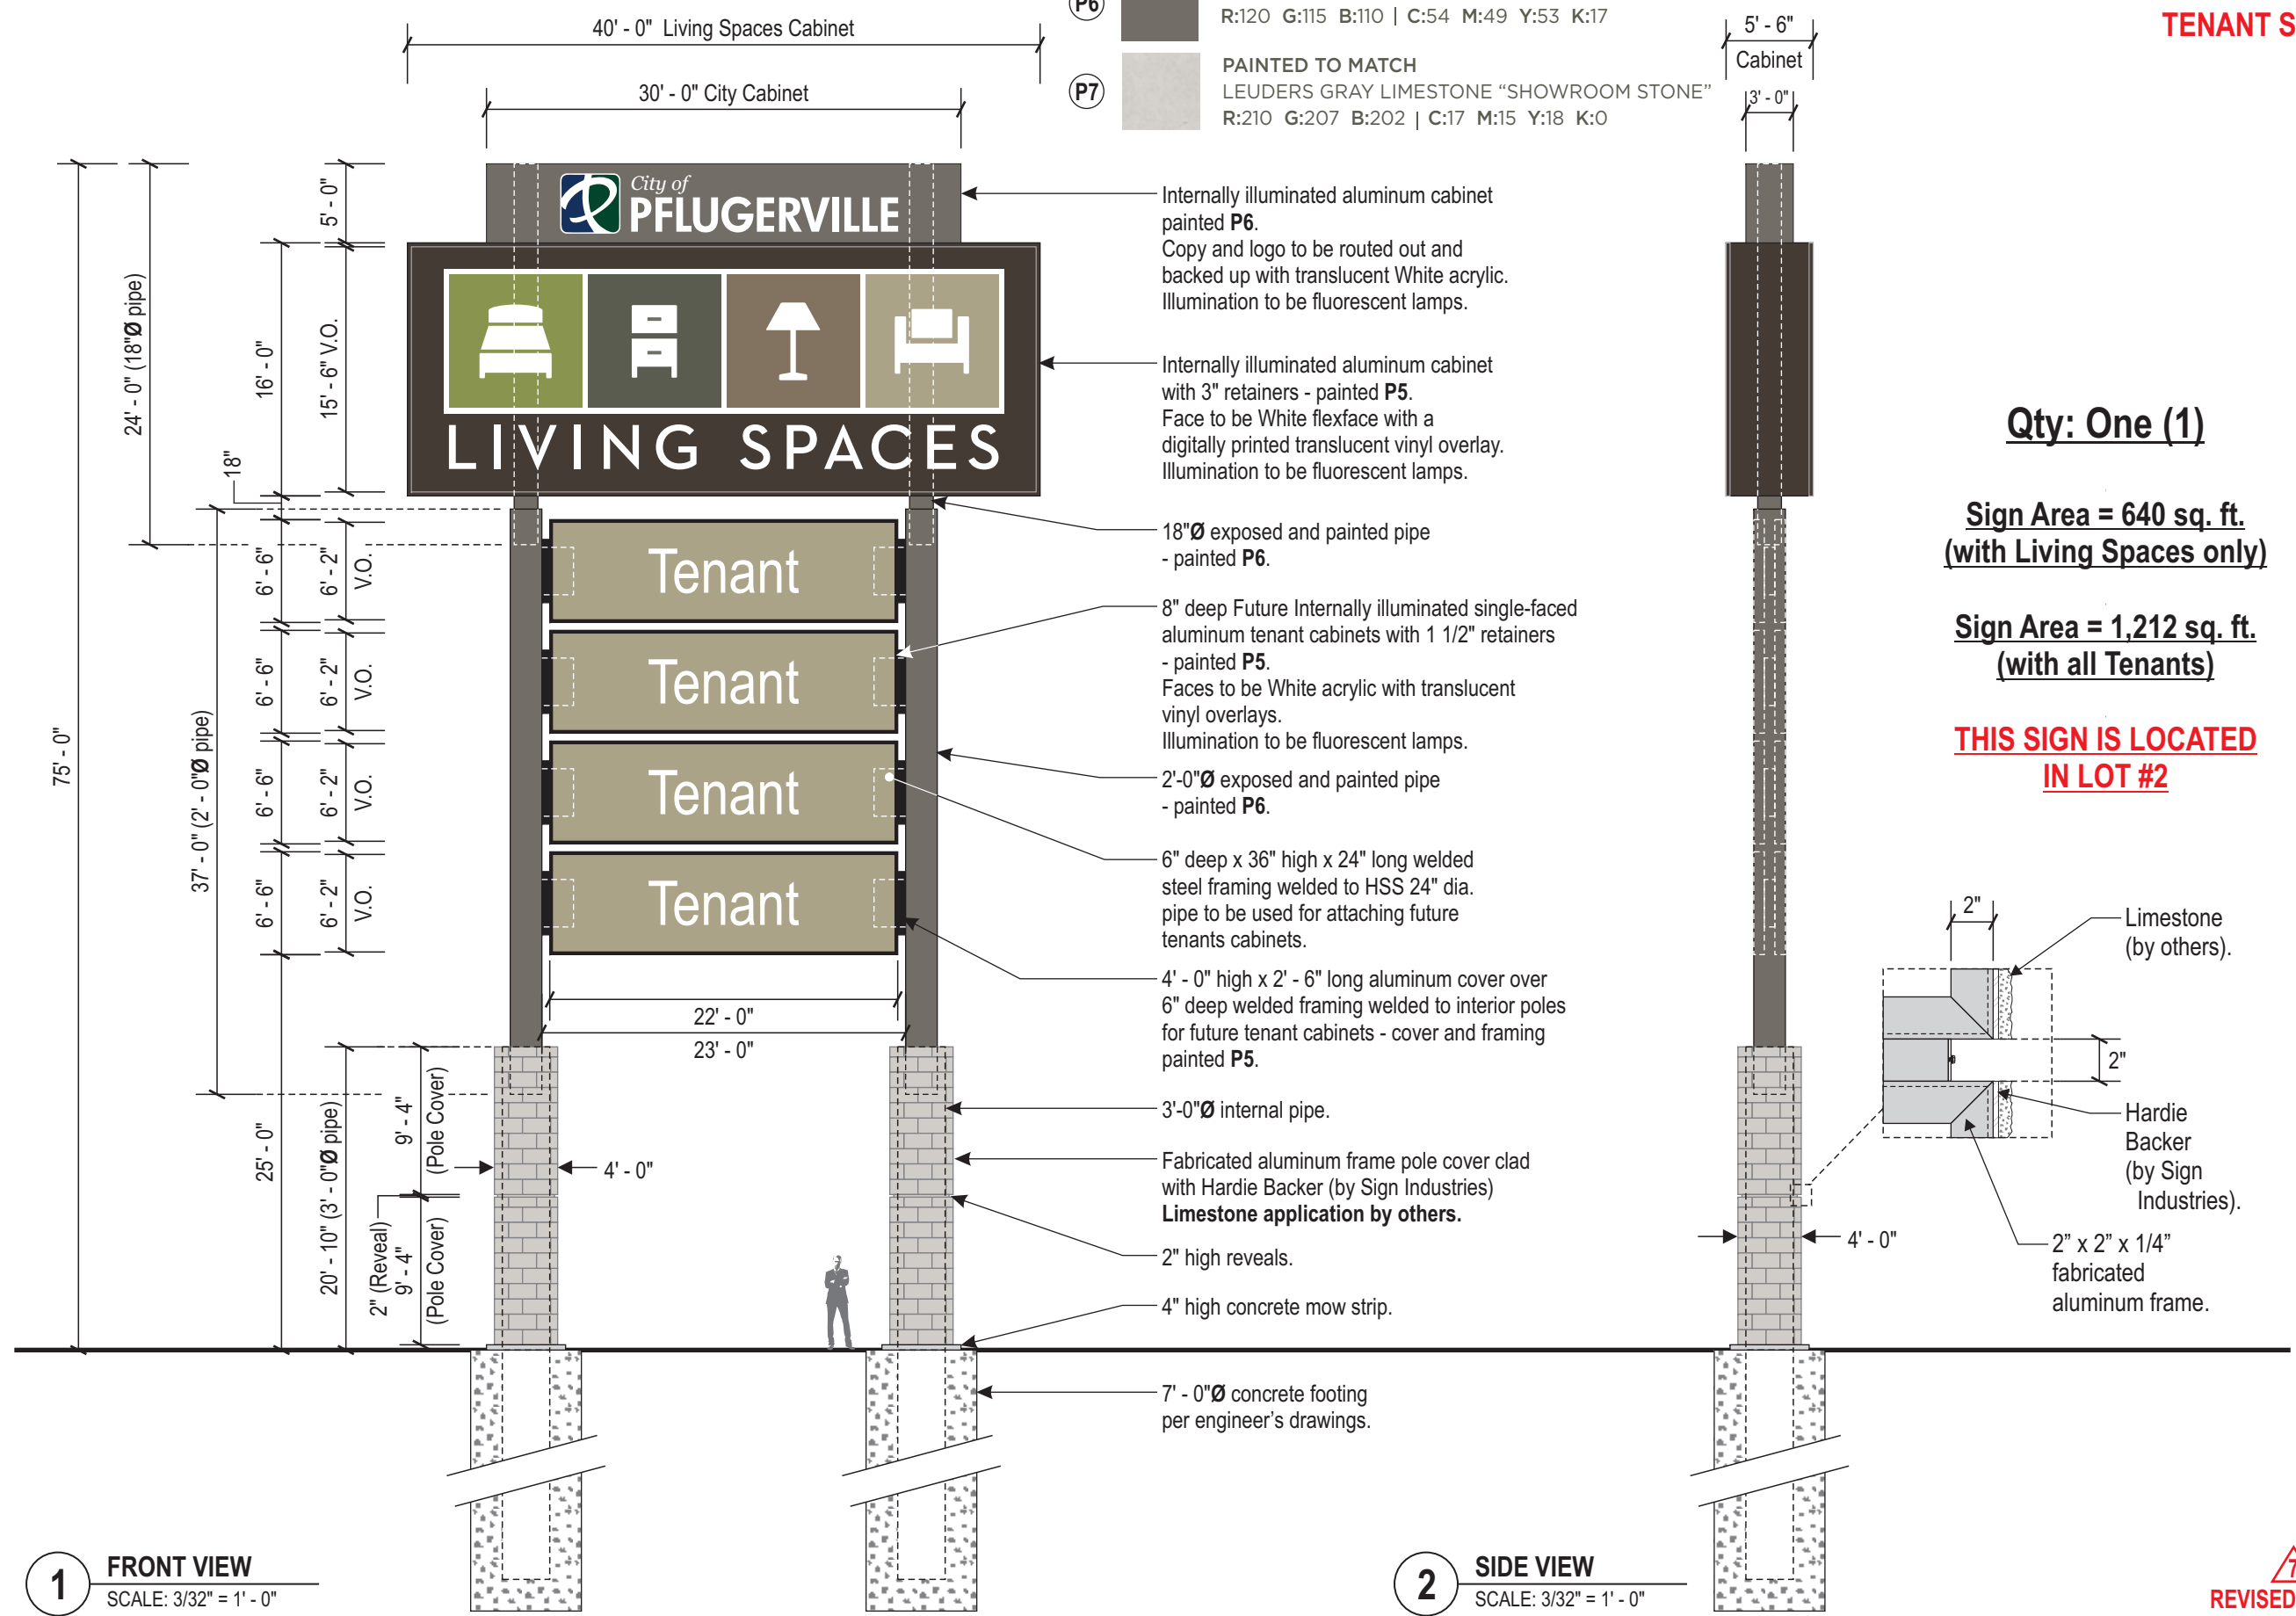 P6
R:120 G:115 B:110 | C:54 M:49 Y:53 K:17
P7
PAINTED TO MATCH
LEUDERS GRAY LIMESTONE “SHOWROOM STONE”
R:210 G:207 B:202 | C:17 M:15 Y:18 K:0
TENANT S
40' - 0" Living Spaces Cabinet
30' - 0" City Cabinet
5' - 6"
Cabinet
3' - 0"
City of
PFLUGERVILLE
LIVING SPACES
Tenant
Tenant
Tenant
Tenant
75' - 0"
24' - 0" (18"Ø pipe)
37' - 0" (2' - 0"Ø pipe)
18"
5' - 0"
16' - 0"
15' - 6" V.O.
6' - 6"
6' - 2"
V.O.
6' - 6"
6' - 2"
V.O.
6' - 6"
6' - 2"
V.O.
6' - 6"
6' - 2"
V.O.
25' - 0"
20' - 10" (3' - 0"Ø pipe)
9' - 4"
(Pole Cover)
2" (Reveal)
9' - 4"
(Pole Cover)
22' - 0"
23' - 0"
4' - 0"
Internally illuminated aluminum cabinet
painted P6.
Copy and logo to be routed out and
backed up with translucent White acrylic.
Illumination to be fluorescent lamps.
Internally illuminated aluminum cabinet
with 3" retainers - painted P5.
Face to be White flexface with a
digitally printed translucent vinyl overlay.
Illumination to be fluorescent lamps.
18"Ø exposed and painted pipe
- painted P6.
8" deep Future Internally illuminated single-faced
aluminum tenant cabinets with 1 1/2" retainers
- painted P5.
Faces to be White acrylic with translucent
vinyl overlays.
Illumination to be fluorescent lamps.
2'-0"Ø exposed and painted pipe
- painted P6.
6" deep x 36" high x 24" long welded
steel framing welded to HSS 24" dia.
pipe to be used for attaching future
tenants cabinets.
4' - 0" high x 2' - 6" long aluminum cover over
6" deep welded framing welded to interior poles
for future tenant cabinets - cover and framing
painted P5.
3'-0"Ø internal pipe.
Fabricated aluminum frame pole cover clad
with Hardie Backer (by Sign Industries)
Limestone application by others.
2" high reveals.
4" high concrete mow strip.
7' - 0"Ø concrete footing
per engineer's drawings.
Qty: One (1)
Sign Area = 640 sq. ft.
(with Living Spaces only)
Sign Area = 1,212 sq. ft.
(with all Tenants)
THIS SIGN IS LOCATED
IN LOT #2
2"
Limestone
(by others).
2"
Hardie
Backer
(by Sign
Industries).
2” x 2” x 1/4”
fabricated
aluminum frame.
4' - 0"
1
FRONT VIEW
SCALE: 3/32" = 1' - 0"
2
SIDE VIEW
SCALE: 3/32" = 1' - 0"
7
REVISED